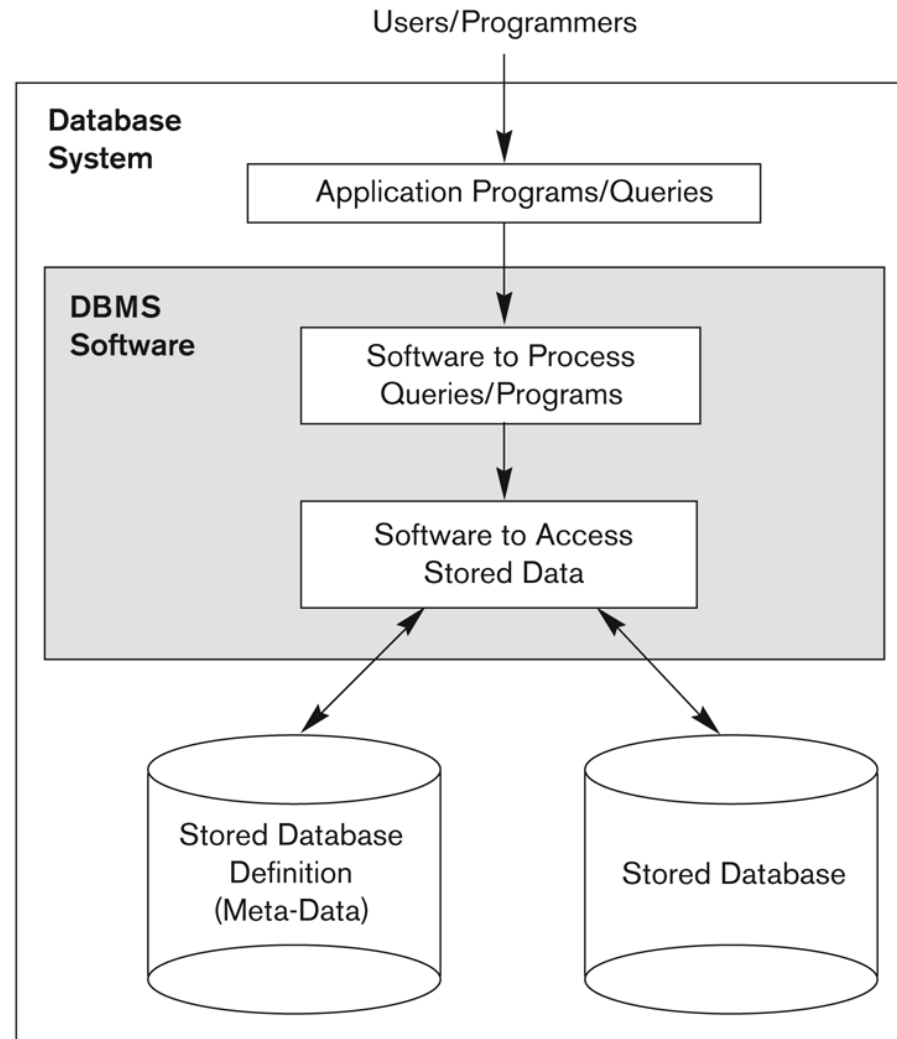 Users/Programmers
Database
System
Application Programs/Queries
DBMS
Software
Software to Process
Queries/Programs
Software to Access
Stored Data
Stored Database
Definition
(Meta-Data)
Stored Database